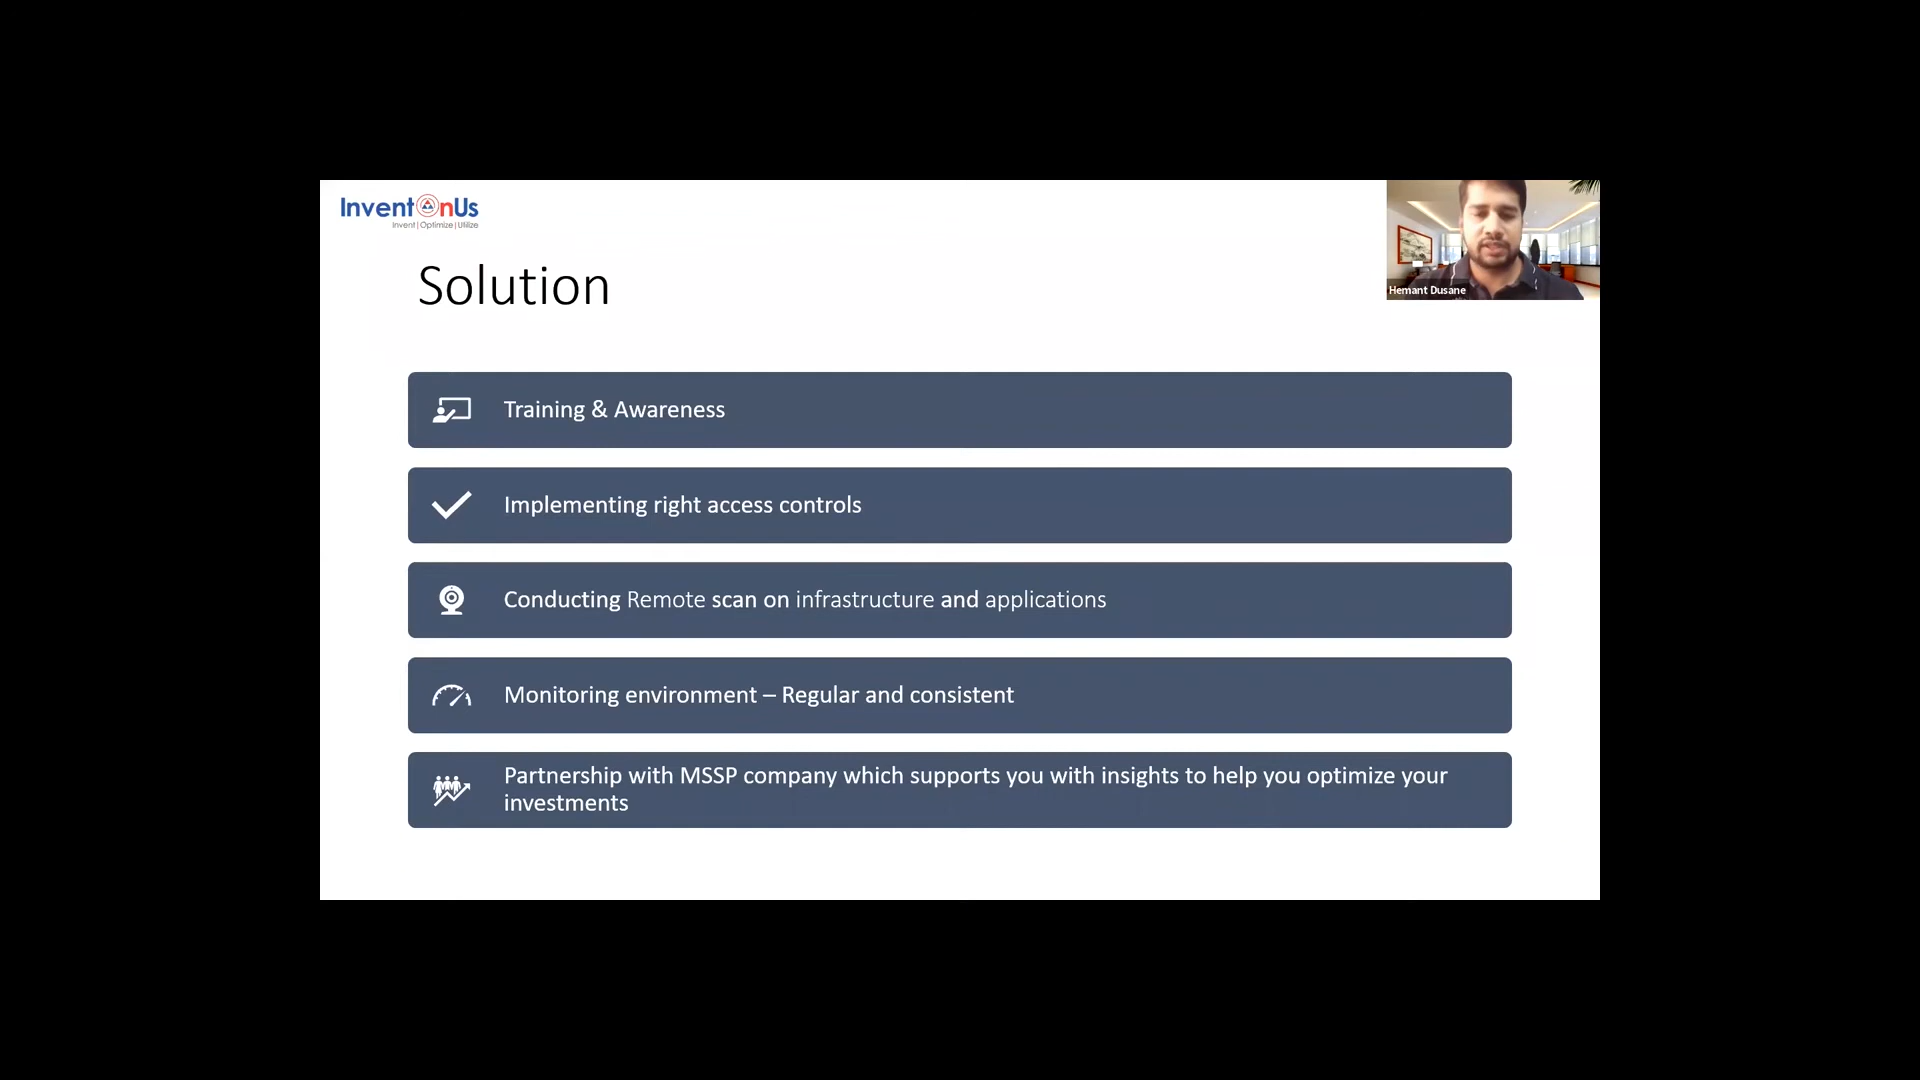 InventOnUs
Invent | Optimize | Utilize
Hemant Dusane
Solution
Training & Awareness
Implementing right access controls
Conducting Remote scan on infrastructure and applications
Monitoring environment – Regular and consistent
Partnership with MSSP company which supports you with insights to help you optimize your
investments